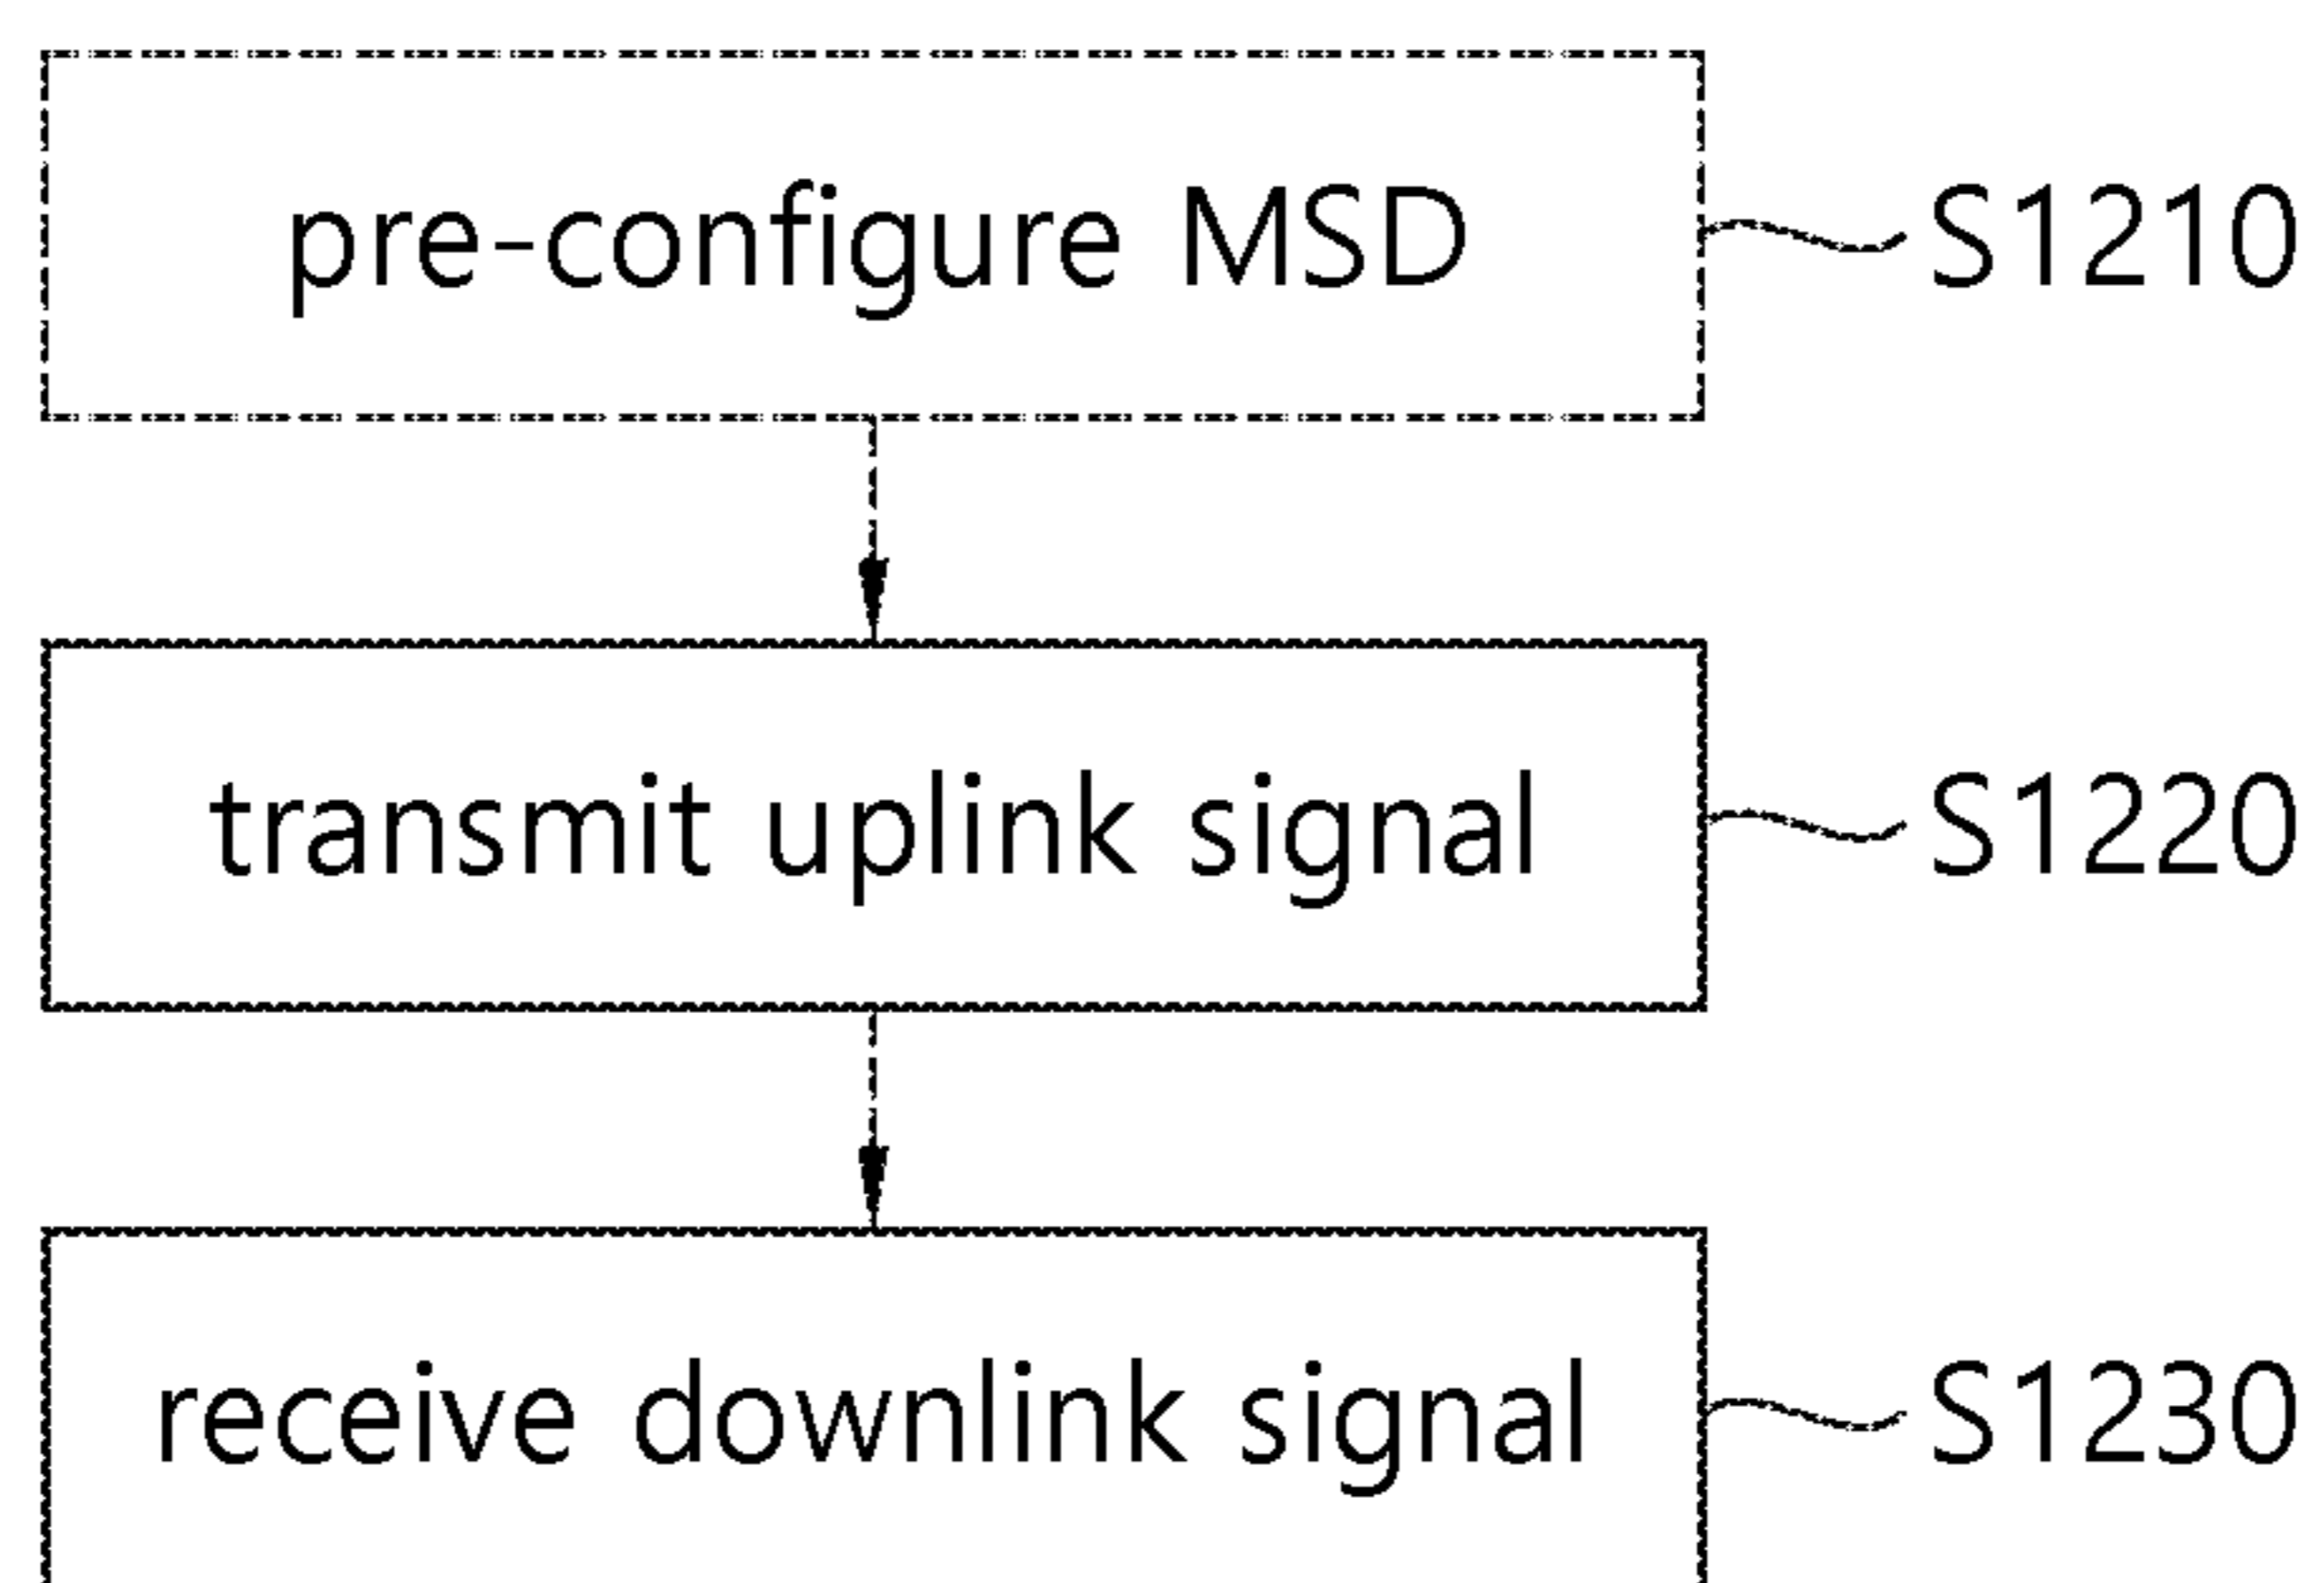 pre-configure MSD S1210
transmit uplink signal S1220
receive downlink signal S1230